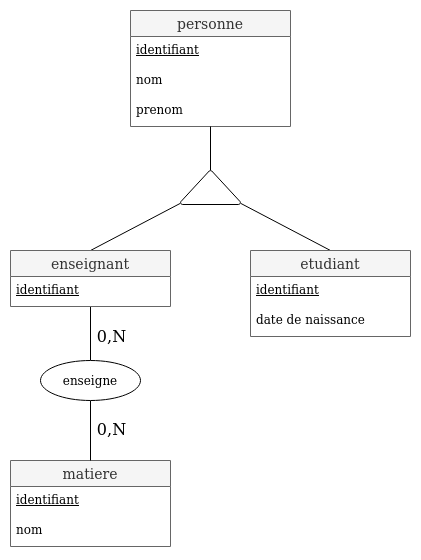 personne
identifiant
nom
prenom
enseignant
identifiant
etudiant
identifiant
date de naissance
0,N
enseigne
0,N
matiere
identifiant
nom